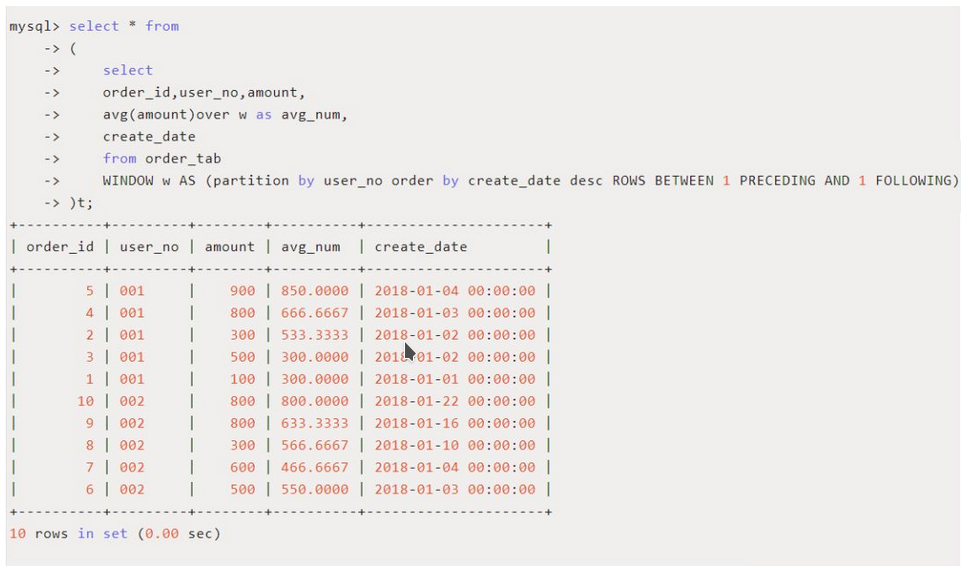 mysql> select * from
    -> (
    ->     select
    ->     order_id,user_no,amount,
    ->     avg(amount)over w as avg_num,
    ->     create_date
    ->     from order_tab
    ->     WINDOW w AS (partition by user_no order by create_date desc ROWS BETWEEN 1 PRECEDING AND 1 FOLLOWING)
    -> )t;
+----------+---------+--------+----------+---------------------+
| order_id | user_no | amount | avg_num  | create_date         |
+----------+---------+--------+----------+---------------------+
|        5 | 001     |    900 | 850.0000 | 2018-01-04 00:00:00 |
|        4 | 001     |    800 | 666.6667 | 2018-01-03 00:00:00 |
|        2 | 001     |    300 | 533.3333 | 2018-01-02 00:00:00 |
|        3 | 001     |    500 | 300.0000 | 2018-01-02 00:00:00 |
|        1 | 001     |    100 | 300.0000 | 2018-01-01 00:00:00 |
|       10 | 002     |    800 | 800.0000 | 2018-01-22 00:00:00 |
|        9 | 002     |    800 | 633.3333 | 2018-01-16 00:00:00 |
|        8 | 002     |    300 | 566.6667 | 2018-01-10 00:00:00 |
|        7 | 002     |    600 | 466.6667 | 2018-01-04 00:00:00 |
|        6 | 002     |    500 | 550.0000 | 2018-01-03 00:00:00 |
+----------+---------+--------+----------+---------------------+
10 rows in set (0.00 sec)